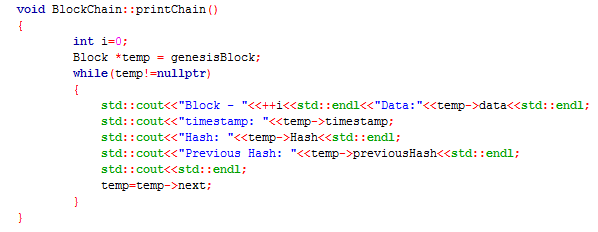 void BlockChain::printChain()
{
int i=0;
Block *temp = genesisBlock;
while(temp!=nullptr)
{
std::cout<<"Block - "<<++i<<std::endl<<"Data:"<<temp->data<<std::endl;
std::cout<<"timestamp: "<<temp->timestamp;
std::cout<<"Hash: "<<temp->Hash<<std::endl;
std::cout<<"Previous Hash: "<<temp->previousHash<<std::endl;
std::cout<<std::endl;
temp=temp->next;
}
}